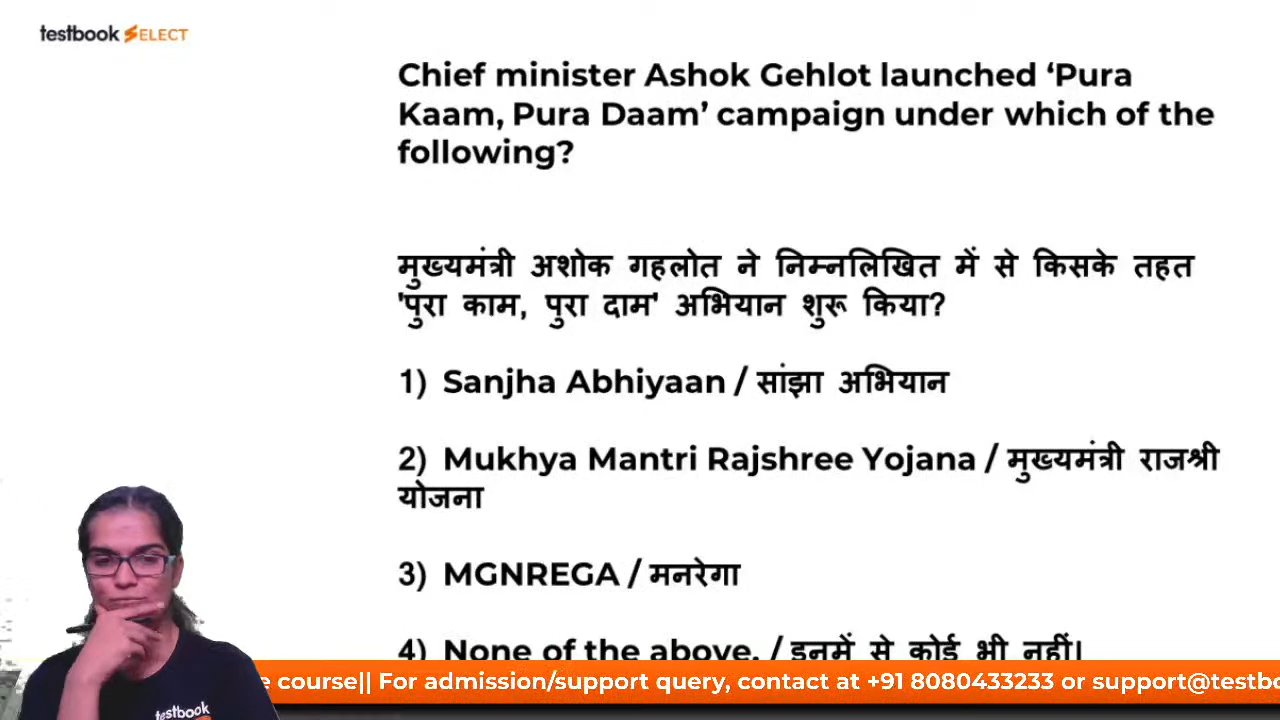 testbook SELECT
Chief minister Ashok Gehlot launched ‘Pura
Kaam, Pura Daam’ campaign under which of the
following?
मुख्यमंत्री अशोक गहलोत ने निम्नलिखित में से किसके तहत
'पुरा काम, पुरा दाम' अभियान शुरू किया?
1) Sanjha Abhiyaan / सांझा अभियान
2) Mukhya Mantri Rajshree Yojana / मुख्यमंत्री राजश्री
योजना
3) MGNREGA / मनरेगा
4) None of the above. / इनमें से कोई भी नहीं।
e course|| For admission/support query, contact at +91 8080433233 or support@testbo
testbook